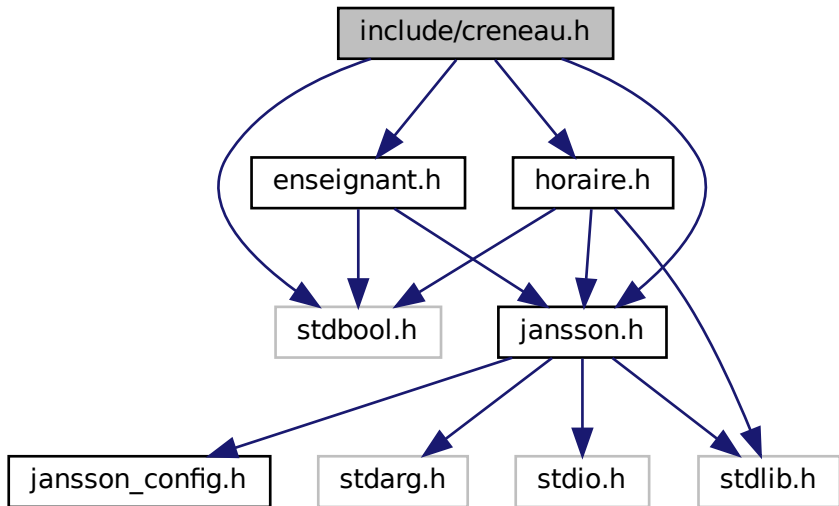 include/creneau.h
enseignant.h
horaire.h
stdbool.h
jansson.h
jansson_config.h
stdarg.h
stdio.h
stdlib.h